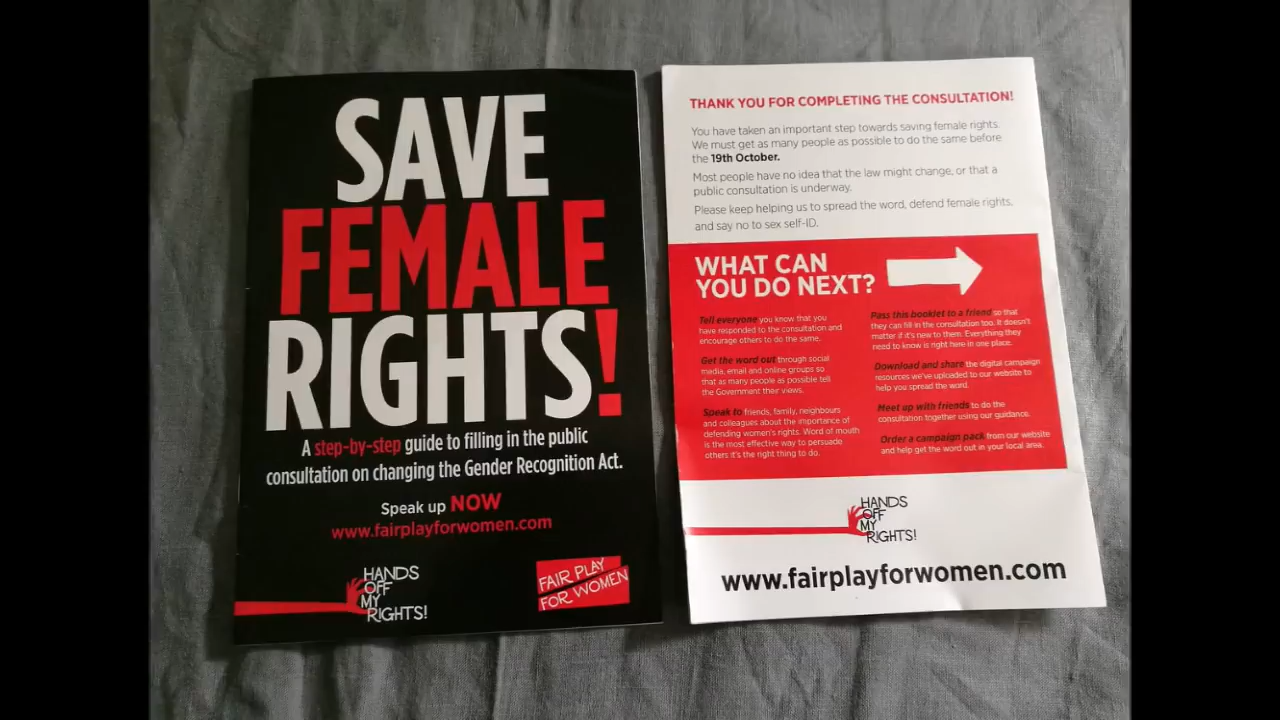 SAVE
FEMALE
RIGHTS!
A step-by-step guide to filling in the public
consultation on changing the Gender Recognition Act.
Speak up NOW
www.fairplayforwomen.com
HANDS
OFF
MY
RIGHTS!
FAIR PLAY
FOR WOMEN
THANK YOU FOR COMPLETING THE CONSULTATION!
You have taken an important step towards saving female rights.
We must get as many people as possible to do the same before
the 19th October.
Most people have no idea that the law might change, or that a
public consultation is underway.
Please keep helping us to spread the word, defend female rights,
and say no to sex self-ID.
WHAT CAN
YOU DO NEXT?
Tell everyone you know that you
have responded to the consultation and
encourage others to do the same.
Get the word out through social
media, email and online groups so
that as many people as possible tell
the Government their views.
Speak to friends, family, neighbours
and colleagues about the importance of
defending women's rights. Word of mouth
is the most effective way to persuade
others it's the right thing to do.
Pass this booklet to a friend so that
they can fill in the consultation too. It doesn't
matter if it's new to them. Everything they
need to know is right here in one place.
Download and share the digital campaign
resources we've uploaded to our website to
help you spread the word.
Meet up with friends to do the
consultation together using our guidance.
Order a campaign pack from our website
and help get the word out in your local area.
HANDS
OFF
MY
RIGHTS!
www.fairplayforwomen.com